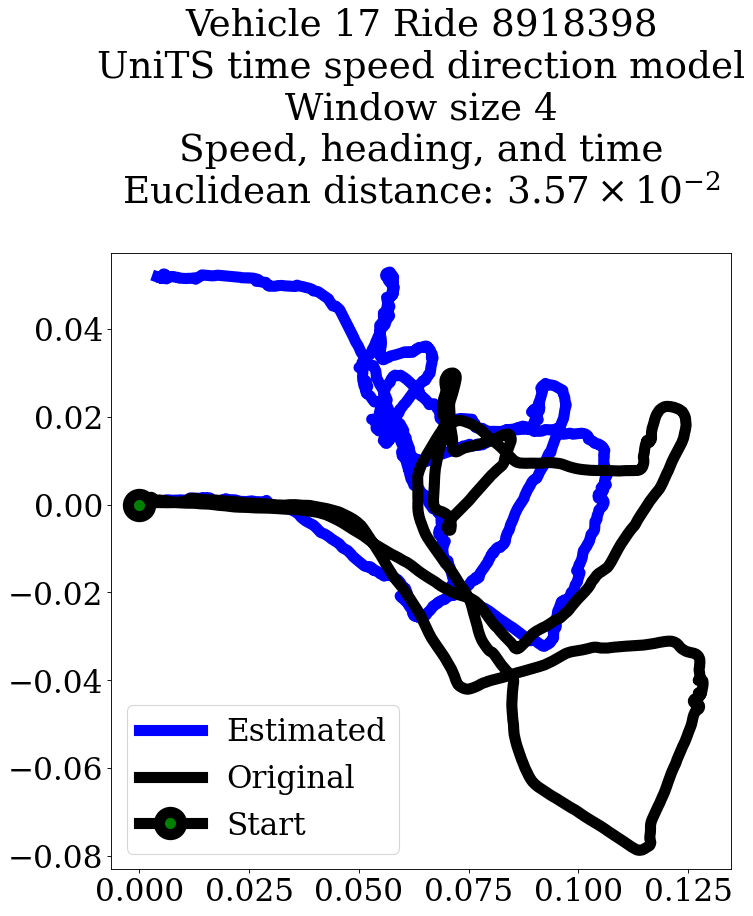 Vehicle 17 Ride 8918398
UniTS time speed direction model
Window size 4
Speed, heading, and time
Euclidean distance: 3.57 × 10⁻²
0.04
0.02
0.00
−0.02
−0.04
−0.06
−0.08
Estimated
Original
Start
0.000 0.025 0.050 0.075 0.100 0.125